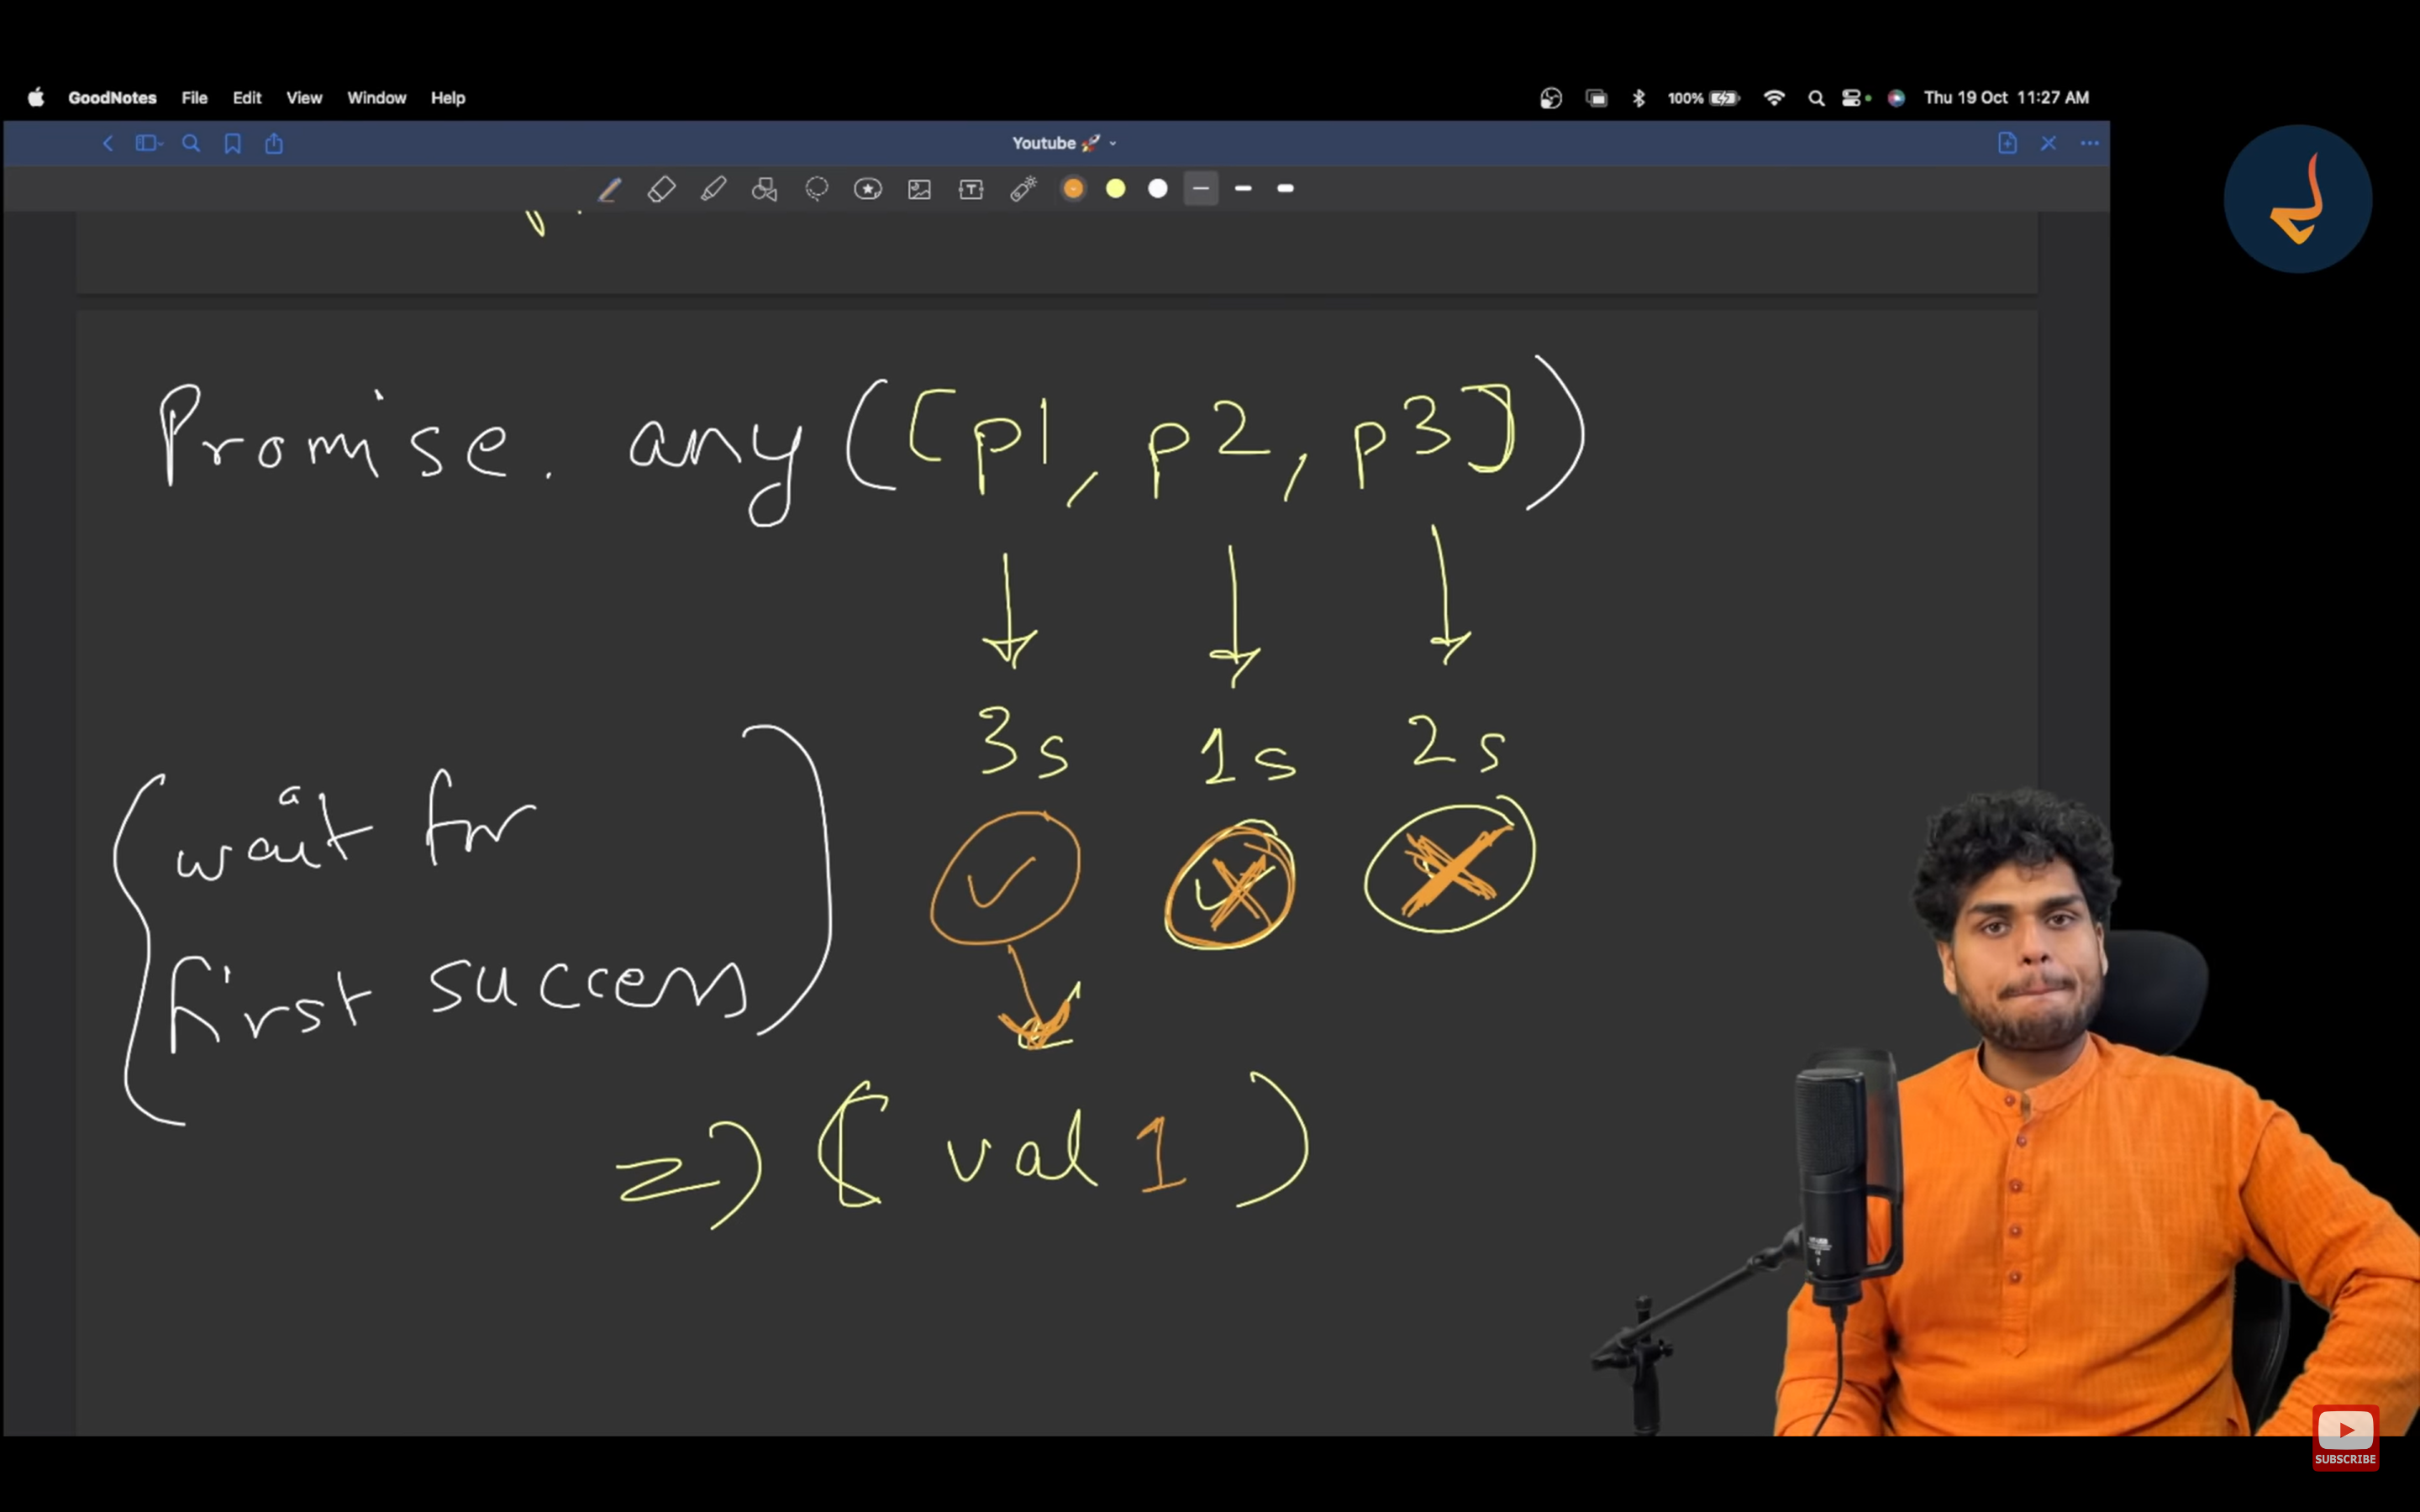 GoodNotes File Edit View Window Help 100% Thu 19 Oct 11:27 AM
Youtube 🚀
Promise. any([p1, p2, p3])
3s 1s 2s
wait for
first success
=> ( val 1 )
SUBSCRIBE